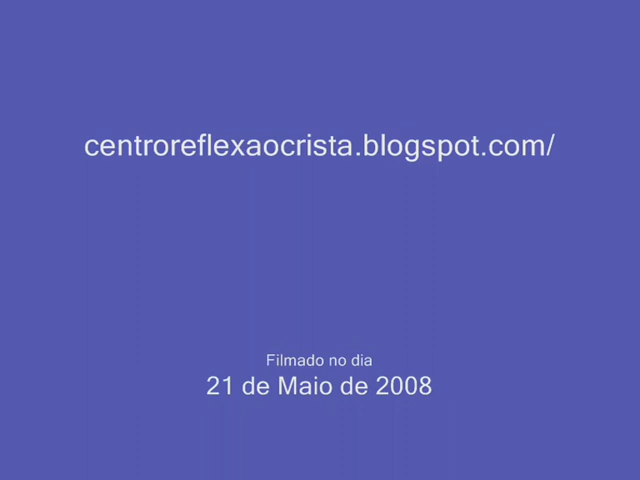 centroreflexaocrista.blogspot.com/
Filmado no dia
21 de Maio de 2008